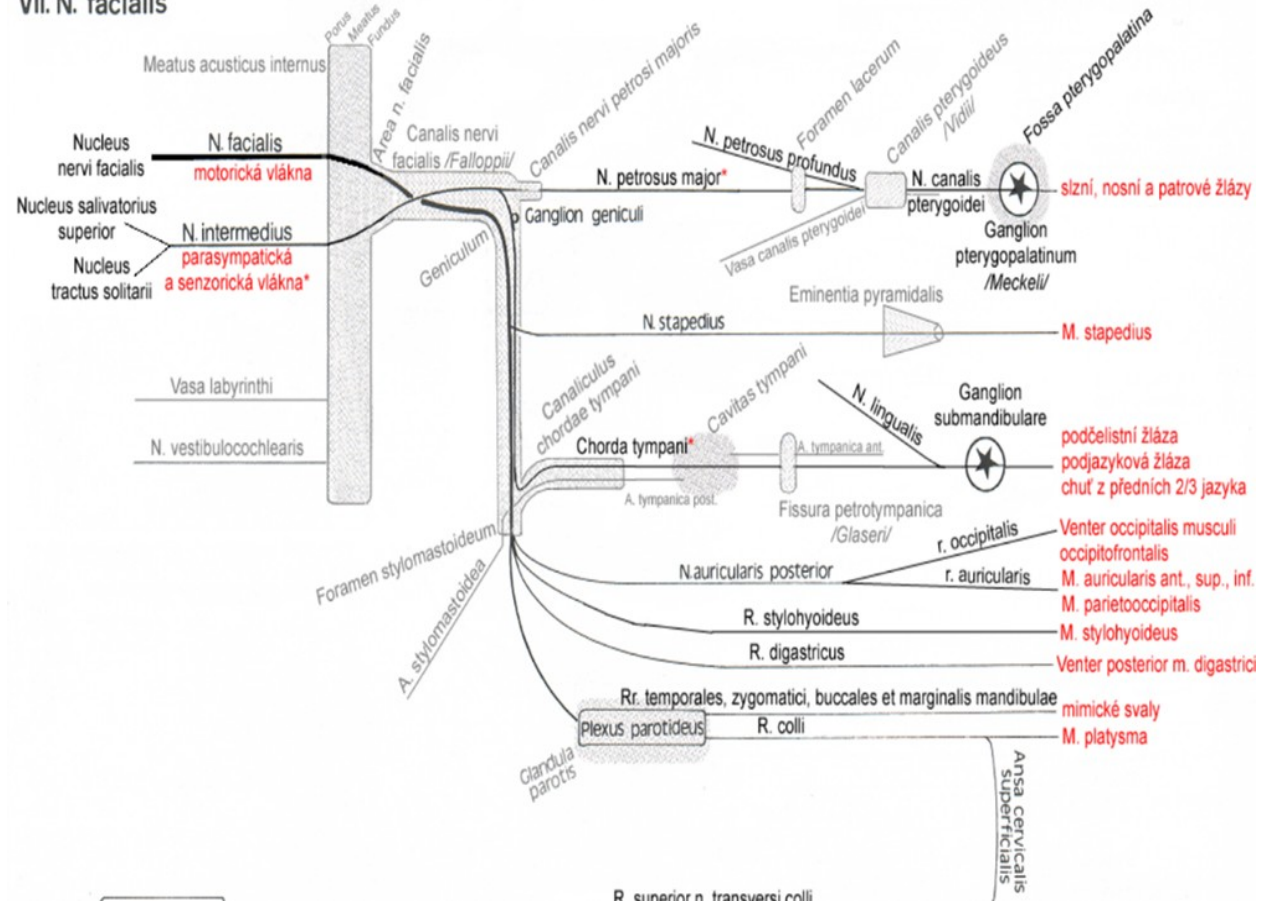 VII. N. facialis
Porus
Meatus
Fundus
Meatus acusticus internus
Area n. facialis
Canalis nervi
facialis /Falloppii/
Canalis nervi petrosi majoris
Foramen lacerum
Canalis pterygoideus
/Vidii/
Fossa pterygopalatina
Nucleus
nervi facialis
N. facialis
motorická vlákna
N. petrosus profundus
N. petrosus major*
N. canalis
pterygoidei
slzní, nosní a patrové žlázy
Nucleus salivatorius
superior
N. intermedius
parasympatická
a senzorická vlákna*
Nucleus
tractus solitarii
Ganglion geniculi
Geniculum
Vasa canalis pterygoidei
Ganglion
pterygopalatinum
/Meckeli/
Eminentia pyramidalis
N. stapedius
M. stapedius
Vasa labyrinthi
N. vestibulocochlearis
Canaliculus
chordae tympani
Cavitas tympani
Chorda tympani*
N. lingualis
Ganglion
submandibulare
A. tympanica ant.
A. tympanica post.
Fissura petrotympanica
/Glaseri/
podčelistní žláza
podjazyková žláza
chuť z předních 2/3 jazyka
Foramen stylomastoideum
A. stylomastoidea
N.auricularis posterior
r. occipitalis
r. auricularis
Venter occipitalis musculi
occipitofrontalis
M. auricularis ant., sup., inf.
M. parietooccipitalis
R. stylohyoideus
M. stylohyoideus
R. digastricus
Venter posterior m. digastrici
Rr. temporales, zygomatici, buccales et marginalis mandibulae
mimické svaly
Plexus parotideus
R. colli
M. platysma
Glandula
parotis
Ansa cervicalis
superficialis
R. superior n. transversi colli